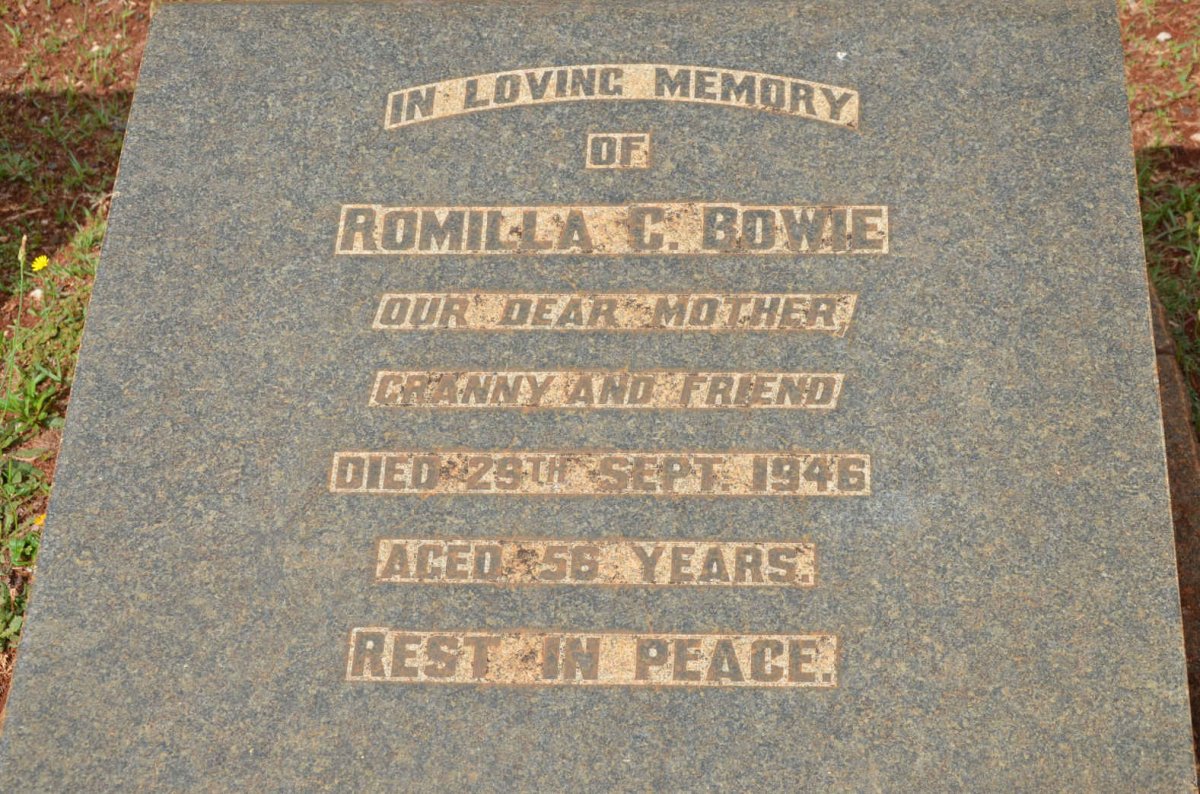 IN LOVING MEMORY
OF
ROMILLA C. BOWIE
OUR DEAR MOTHER,
GRANNY AND FRIEND
DIED 29TH SEPT. 1946
AGED 56 YEARS.
REST IN PEACE.